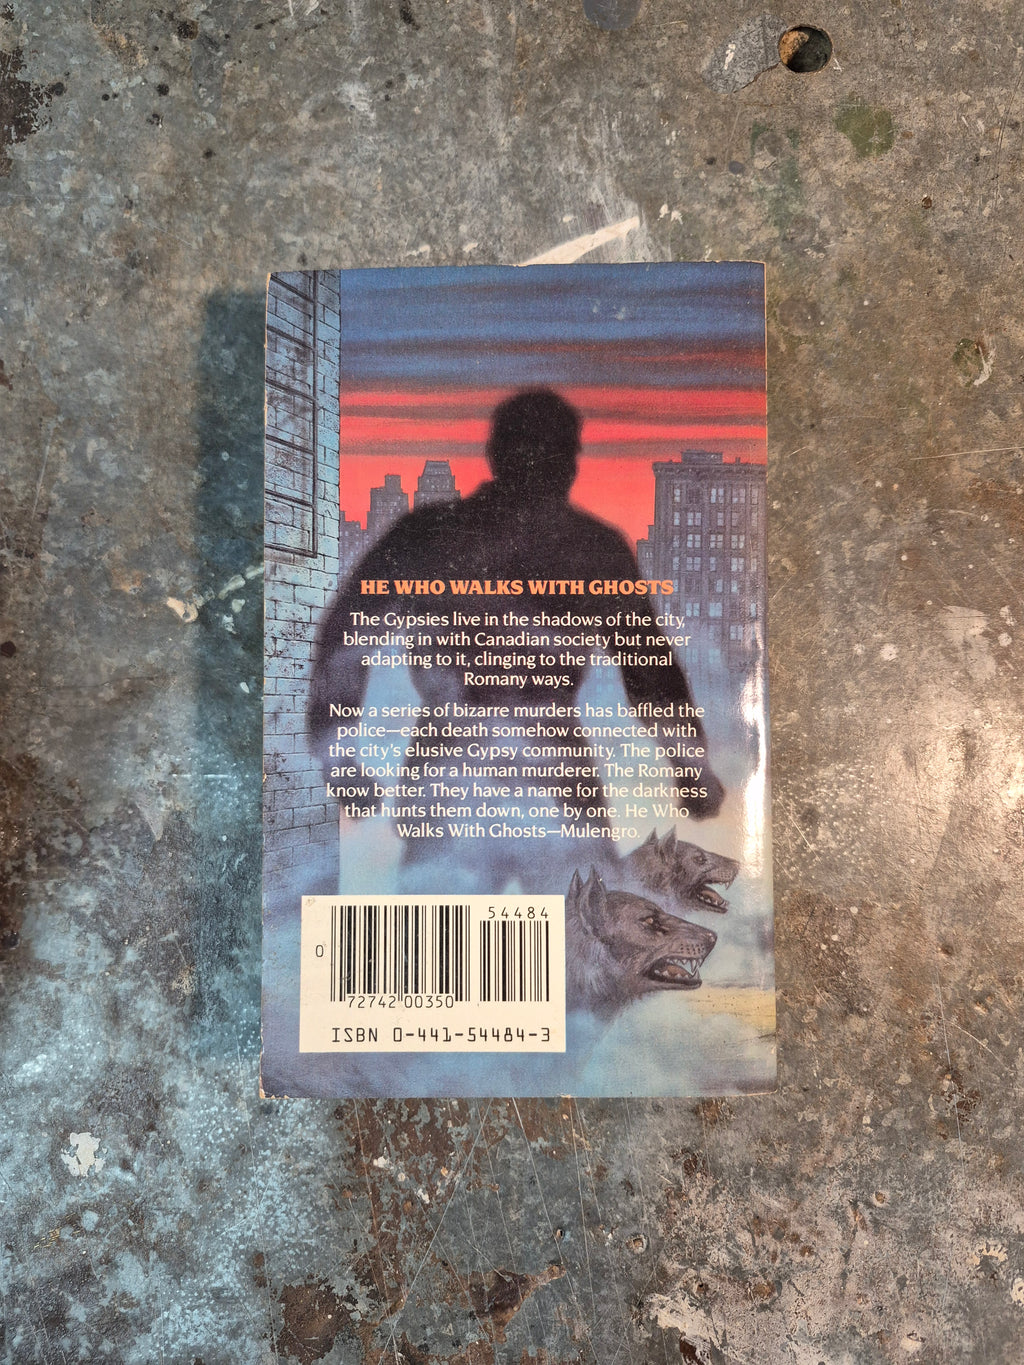 HE WHO WALKS WITH GHOSTS
The Gypsies live in the shadows of the city,
blending in with Canadian society but never
adapting to it, clinging to the traditional
Romany ways.
Now a series of bizarre murders has baffled the
police—each death somehow connected with
the city's elusive Gypsy community. The police
are looking for a human murderer. The Romany
know better. They have a name for the darkness
that hunts them down, one by one. He Who
Walks With Ghosts—Mulengro.
54484
0
72742 00350
ISBN 0-441-54484-3